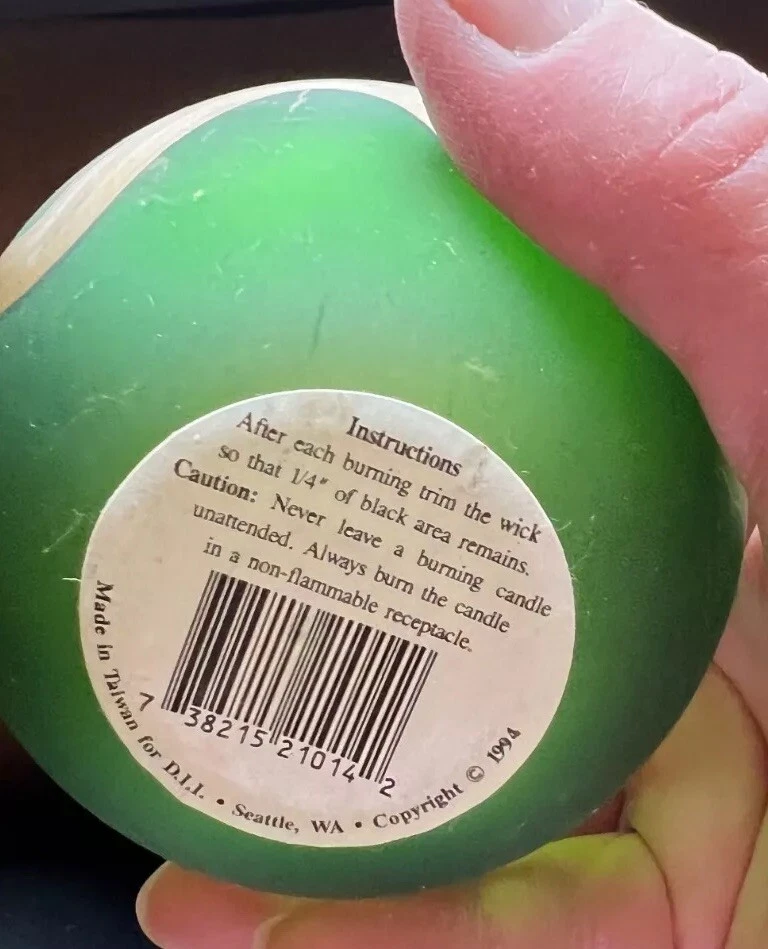 Instructions
After each burning trim the wick
so that 1/4" of black area remains.
Caution: Never leave a burning candle
unattended. Always burn the candle
in a non-flammable receptacle.
7 38215 21014 2
Made in Taiwan for D.I.I. • Seattle, WA • Copyright © 1994